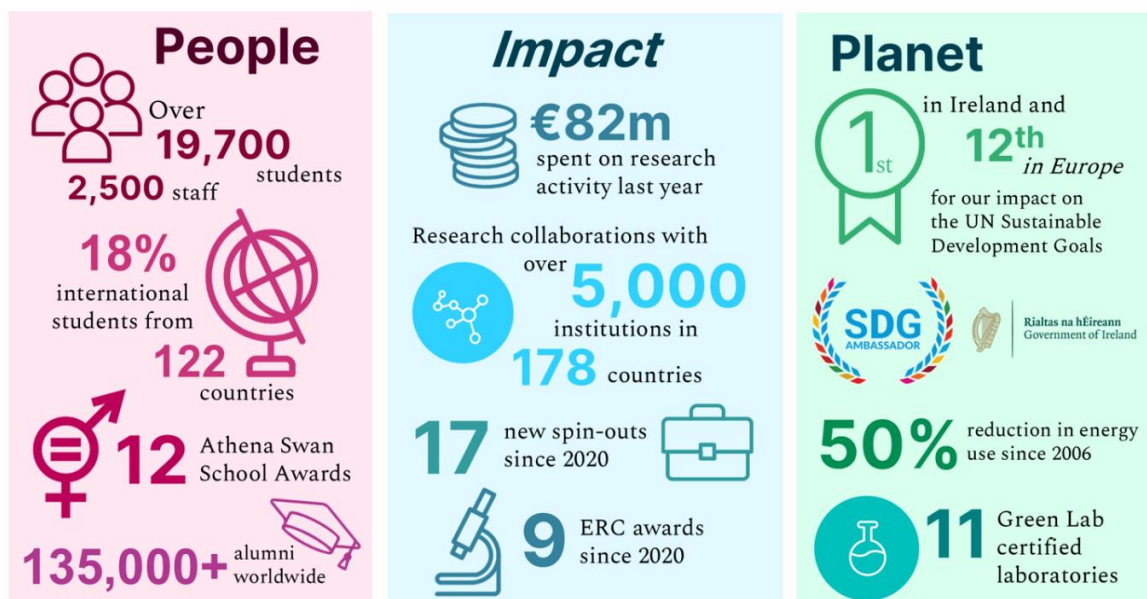 People
Over
19,700
students
2,500 staff
18%
international
students from
122
countries
12
Athena Swan
School Awards
135,000+
alumni
worldwide
Impact
€82m
spent on research
activity last year
Research collaborations with
over
5,000
institutions in
178 countries
17
new spin-outs
since 2020
9
ERC awards
since 2020
Planet
1st
in Ireland and
12th
in Europe
for our impact on
the UN Sustainable
Development Goals
SDG
AMBASSADOR
Rialtas na hÉireann
Government of Ireland
50%
reduction in energy
use since 2006
11
Green Lab
certified
laboratories